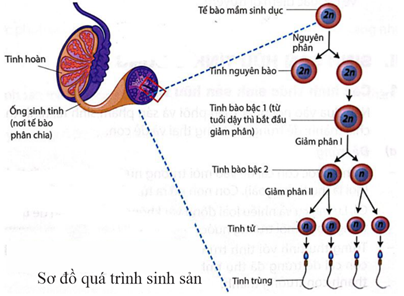 Tế bào mầm sinh dục
2n
Nguyên
phân
Tinh hoàn
Tinh nguyên bào
2n
2n
Ống sinh tinh
(nơi tế bào
phân chia)
Tinh bào bậc 1 (từ
tuổi dậy thì bắt đầu
giảm phân)
2n
Giảm phân I
Tinh bào bậc 2
n
n
Giảm phân II
Tinh tử
n
n
n
n
Tinh trùng
Sơ đồ quá trình sinh sản